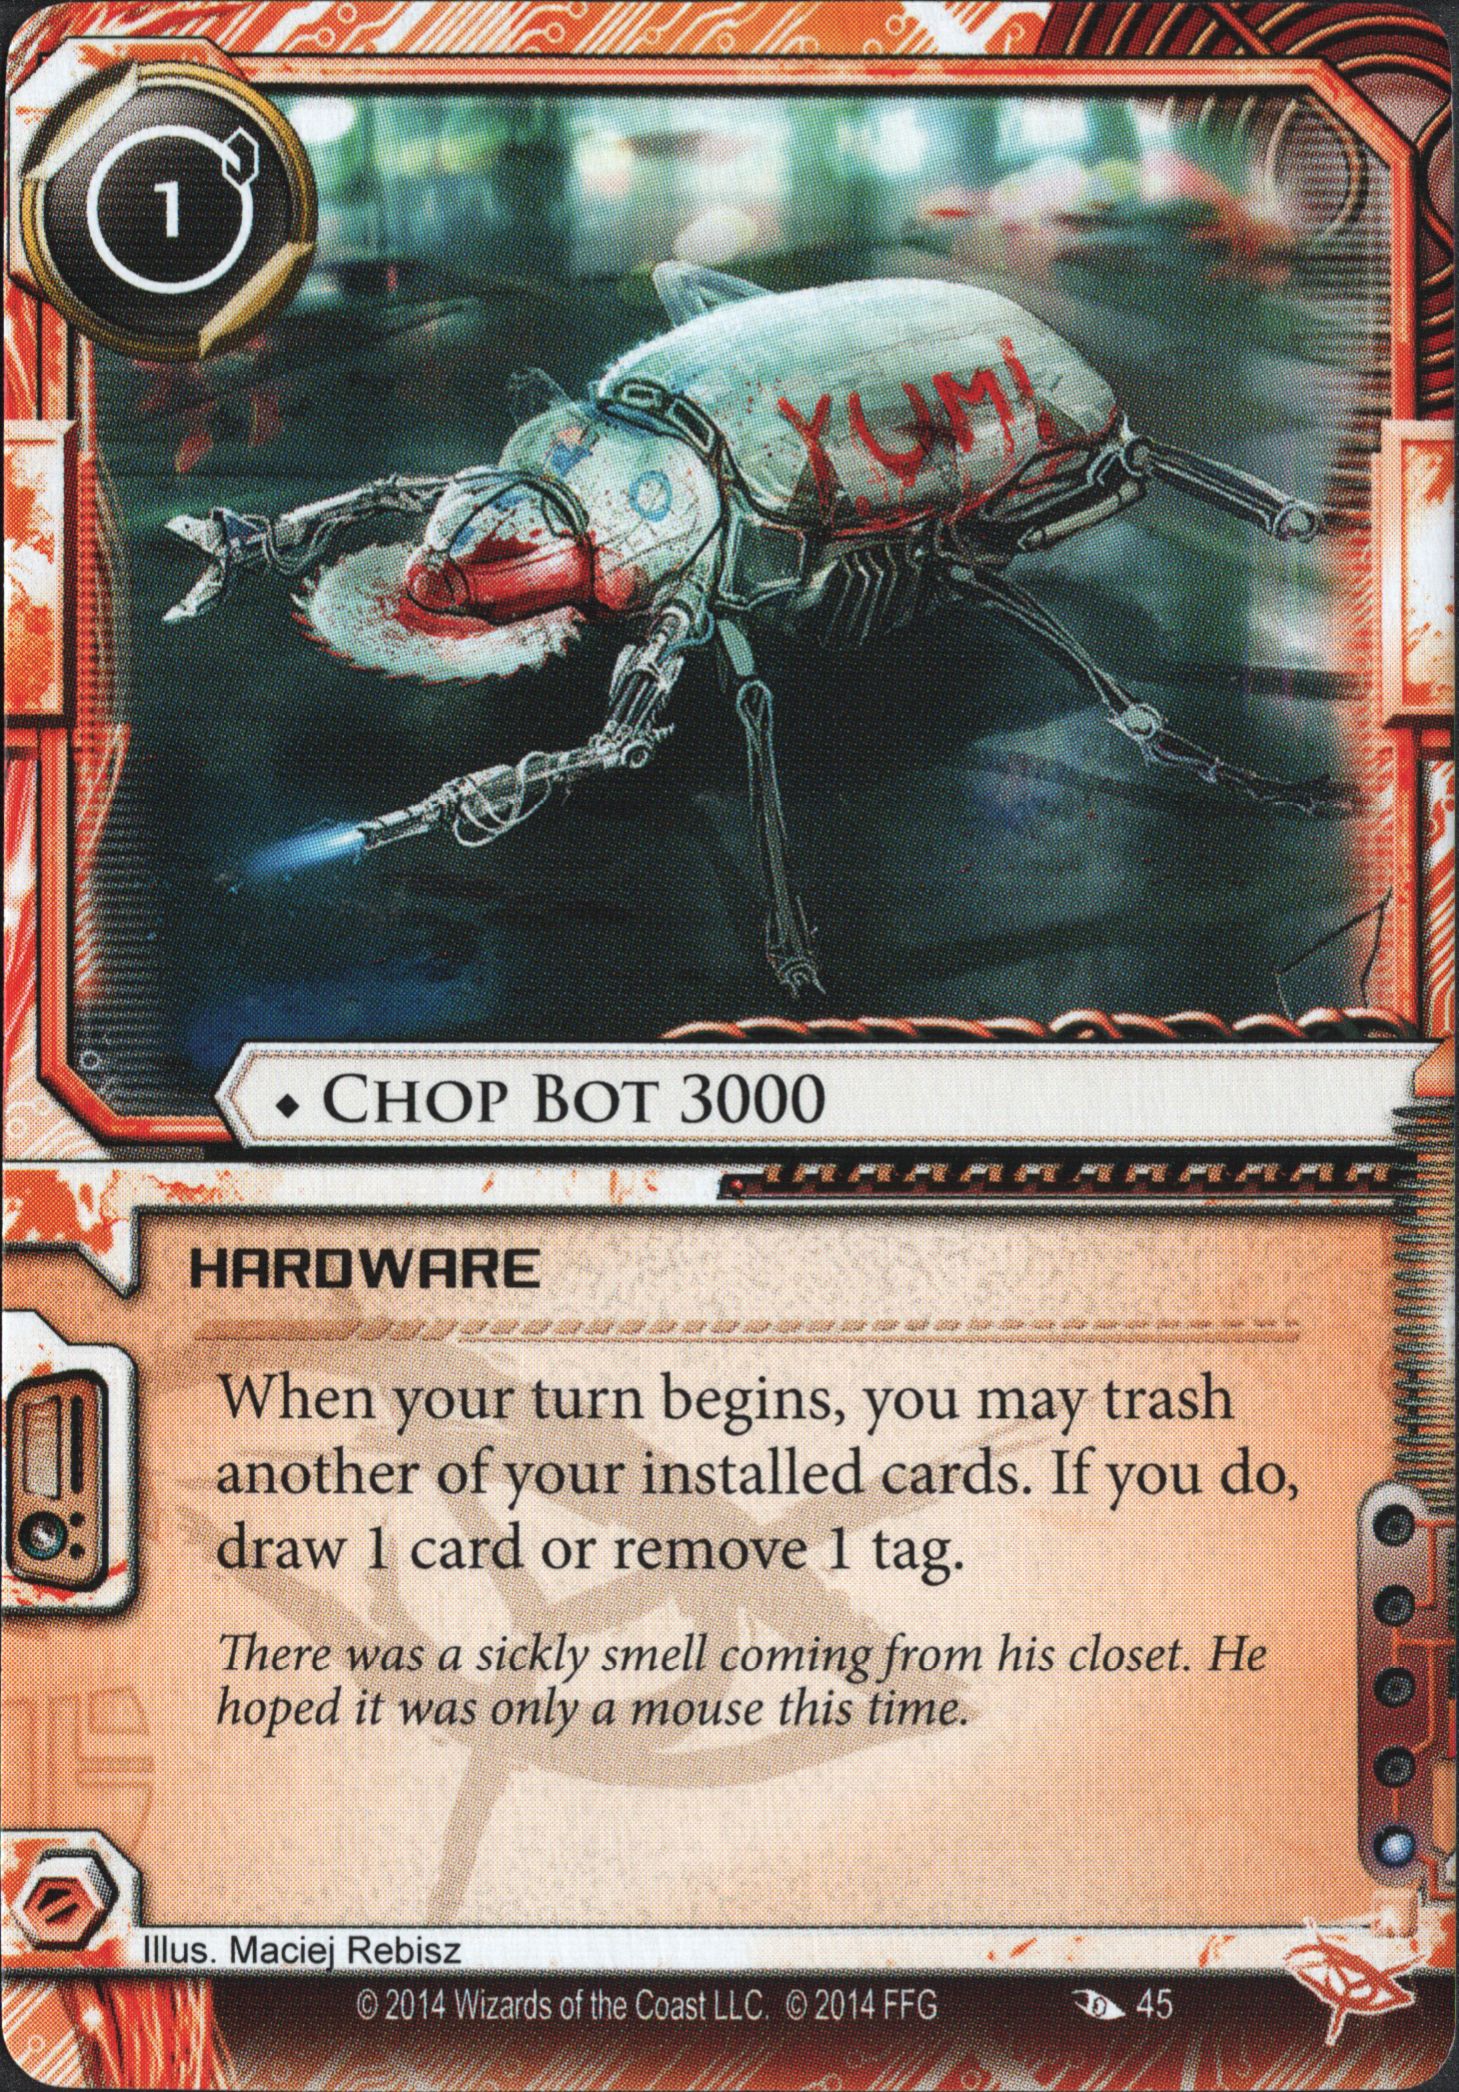 1
YUM!
◆ CHOP BOT 3000
HARDWARE
When your turn begins, you may trash
another of your installed cards. If you do,
draw 1 card or remove 1 tag.
There was a sickly smell coming from his closet. He
hoped it was only a mouse this time.
Illus. Maciej Rebisz
© 2014 Wizards of the Coast LLC. © 2014 FFG 45